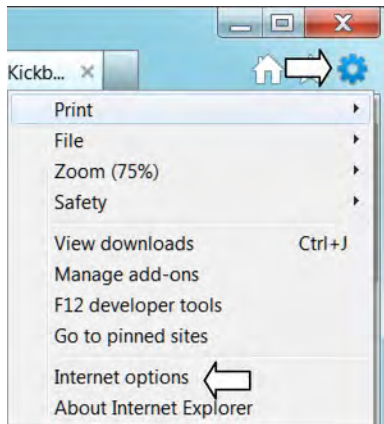 Kickb...
Print
File
Zoom (75%)
Safety
View downloads Ctrl+J
Manage add-ons
F12 developer tools
Go to pinned sites
Internet options
About Internet Explorer